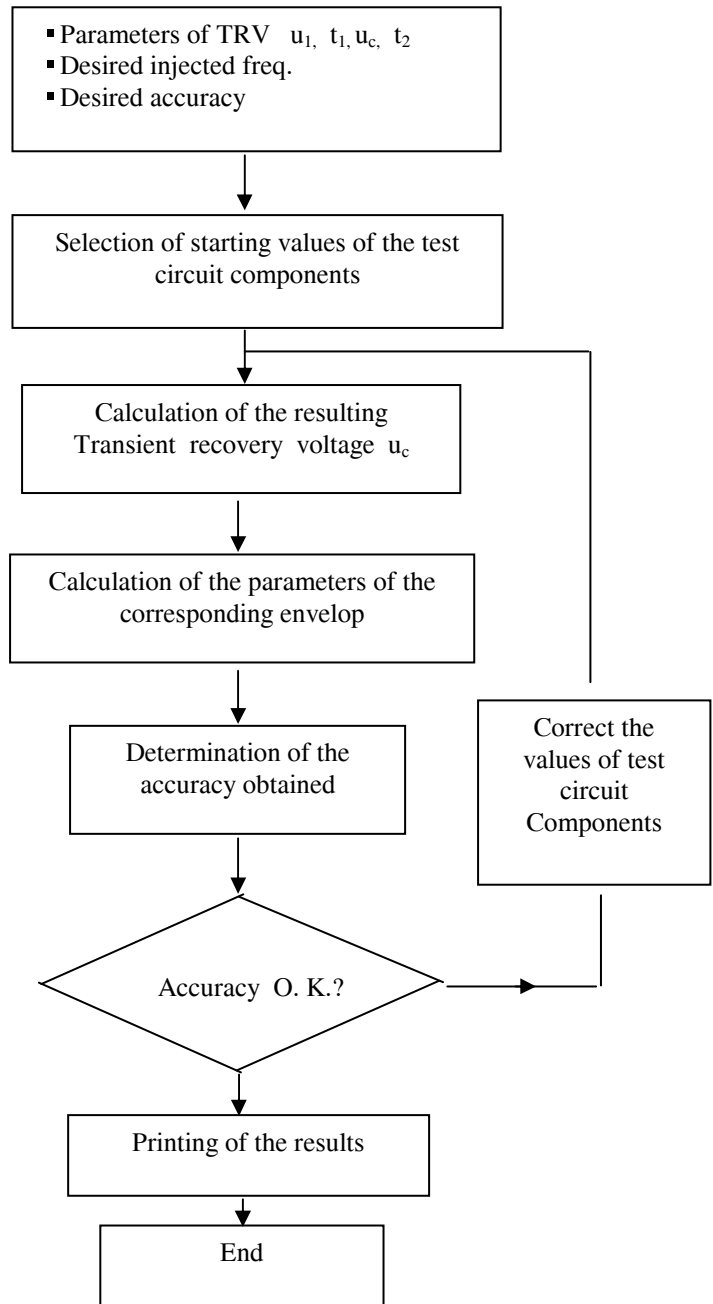 ▪ Parameters of TRV u₁, t₁, u_c, t₂
▪ Desired injected freq.
▪ Desired accuracy
Selection of starting values of the test
circuit components
Calculation of the resulting
Transient recovery voltage u_c
Calculation of the parameters of the
corresponding envelop
Determination of the
accuracy obtained
Correct the
values of test
circuit
Components
Accuracy O. K.?
Printing of the results
End